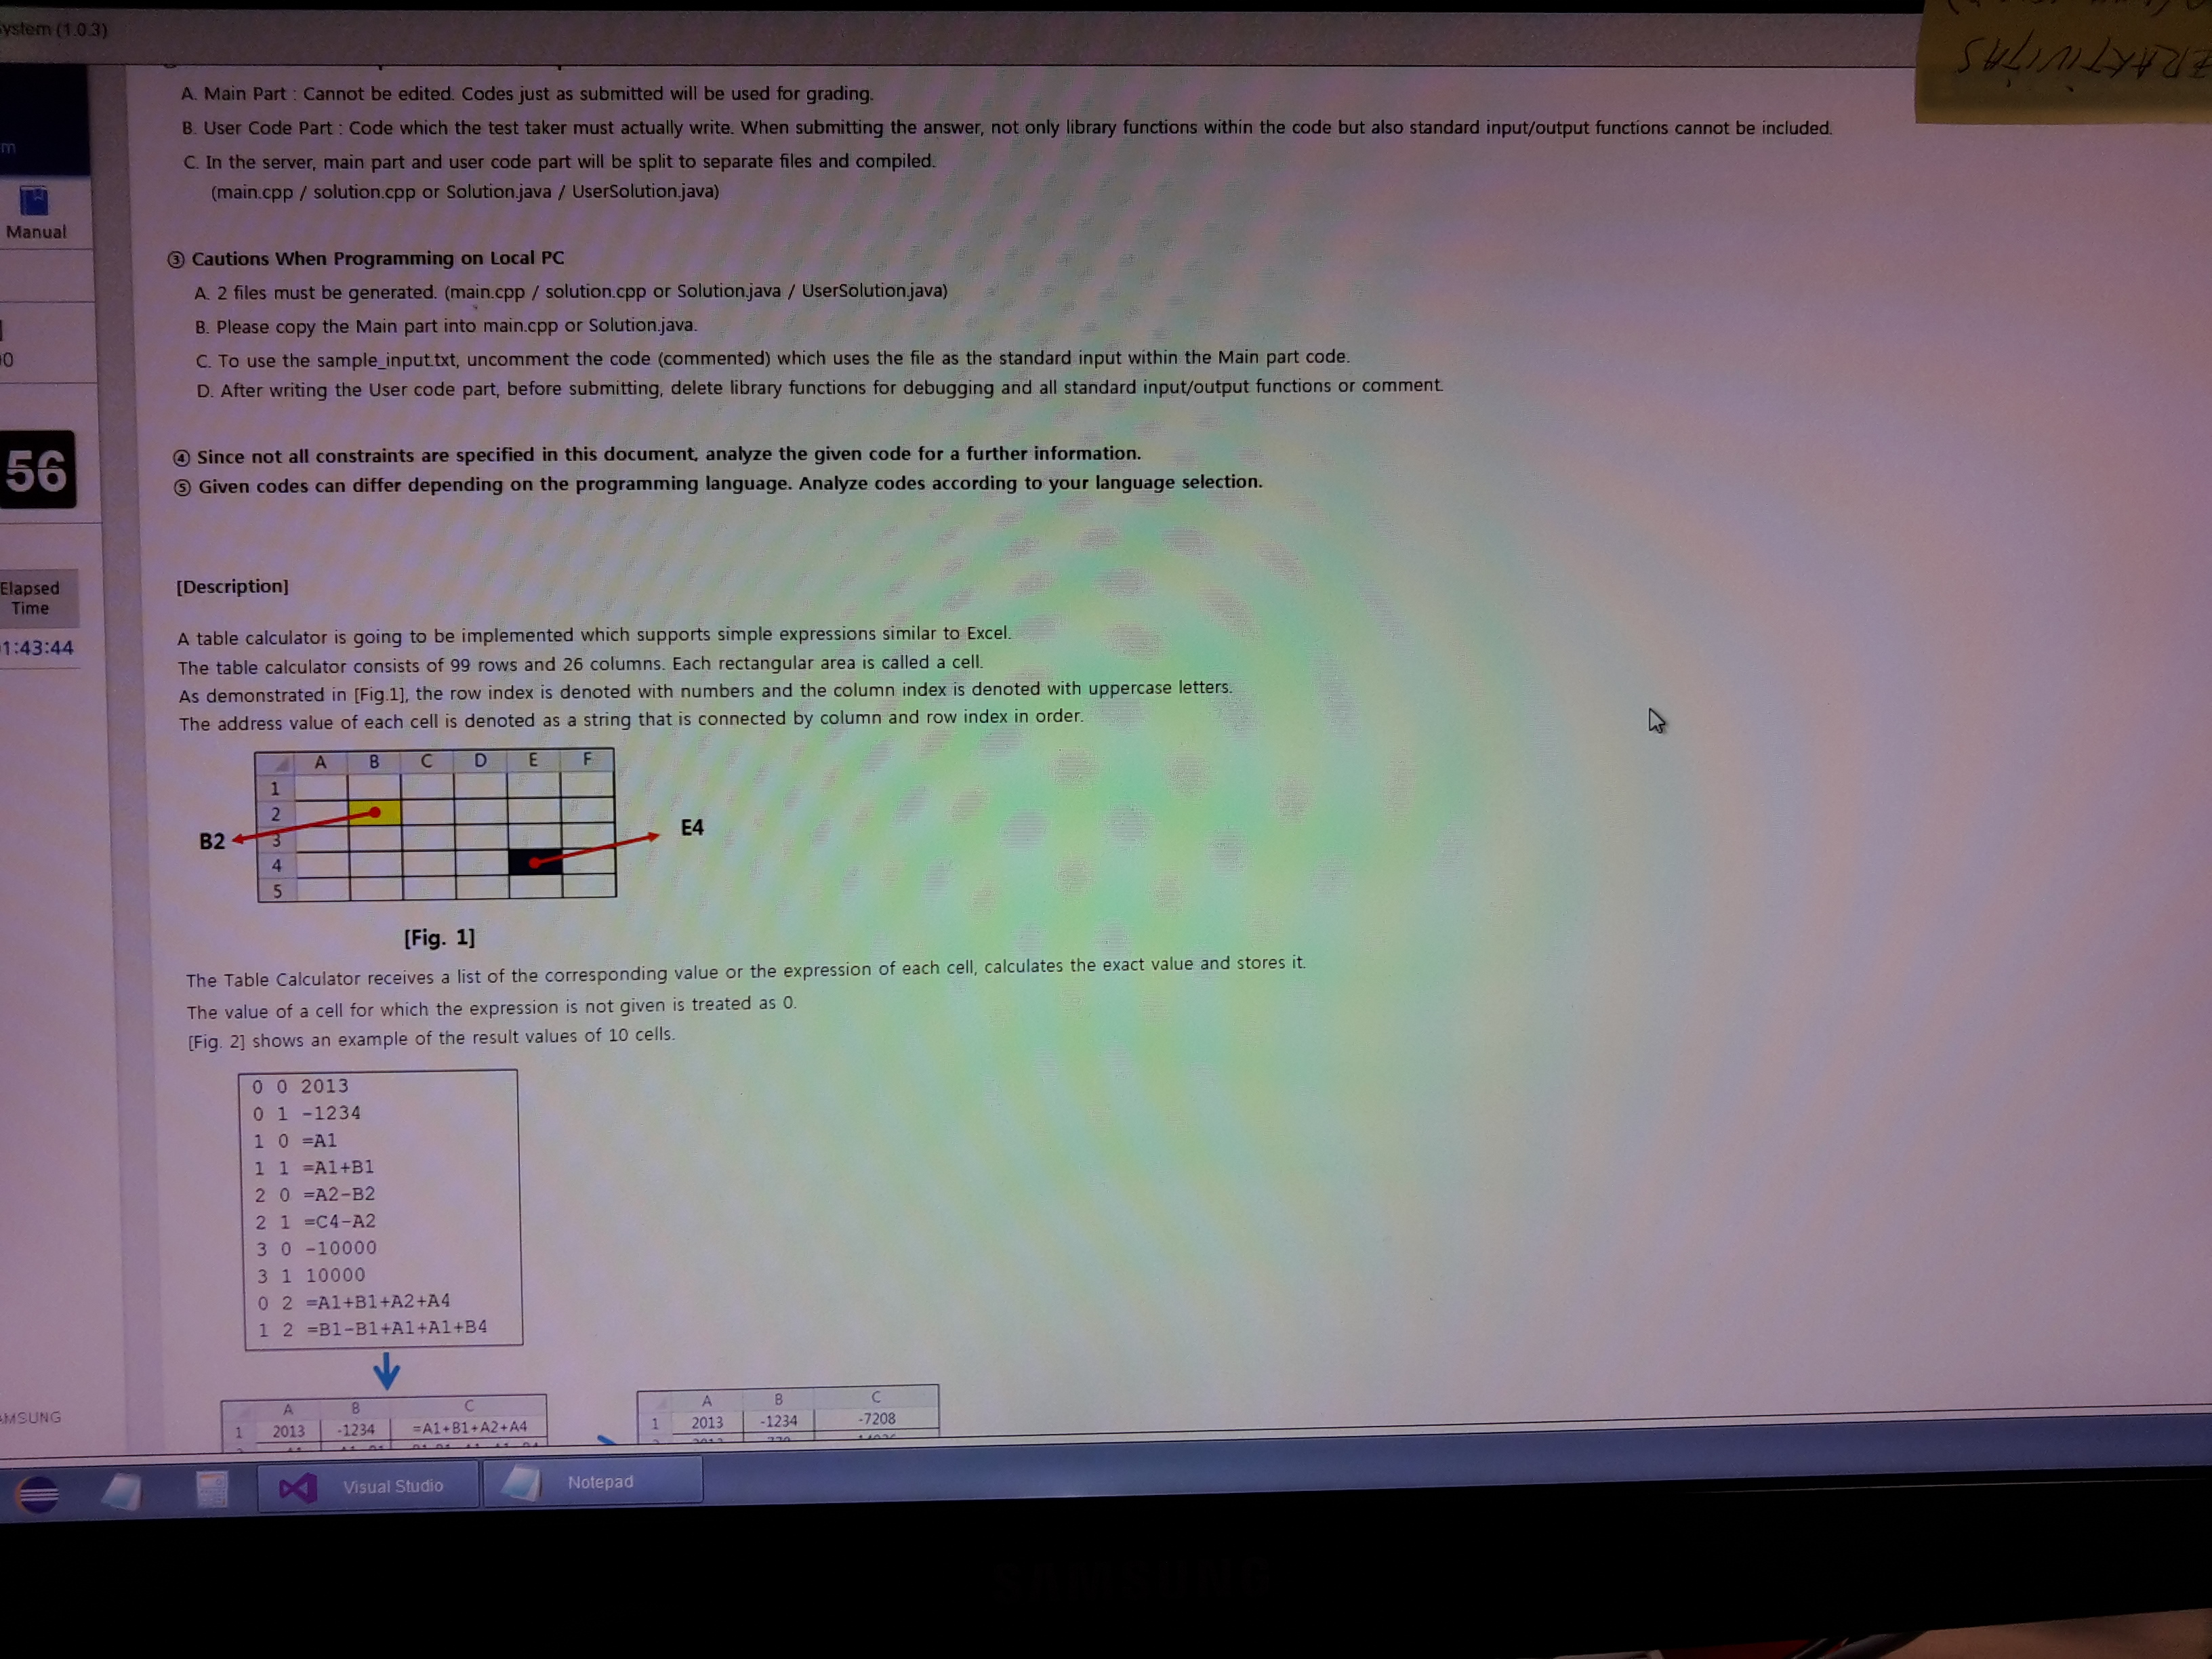 ystem (1.0.3)
A. Main Part : Cannot be edited. Codes just as submitted will be used for grading.
B. User Code Part : Code which the test taker must actually write. When submitting the answer, not only library functions within the code but also standard input/output functions cannot be included.
C. In the server, main part and user code part will be split to separate files and compiled.
(main.cpp / solution.cpp or Solution.java / UserSolution.java)
m
Manual
③ Cautions When Programming on Local PC
A. 2 files must be generated. (main.cpp / solution.cpp or Solution.java / UserSolution.java)
B. Please copy the Main part into main.cpp or Solution.java.
C. To use the sample_input.txt, uncomment the code (commented) which uses the file as the standard input within the Main part code.
D. After writing the User code part, before submitting, delete library functions for debugging and all standard input/output functions or comment.
④ Since not all constraints are specified in this document, analyze the given code for a further information.
⑤ Given codes can differ depending on the programming language. Analyze codes according to your language selection.
56
Elapsed
Time
1:43:44
[Description]
A table calculator is going to be implemented which supports simple expressions similar to Excel.
The table calculator consists of 99 rows and 26 columns. Each rectangular area is called a cell.
As demonstrated in [Fig.1], the row index is denoted with numbers and the column index is denoted with uppercase letters.
The address value of each cell is denoted as a string that is connected by column and row index in order.
A B C D E F
1
2
3
4
5
B2
E4
[Fig. 1]
The Table Calculator receives a list of the corresponding value or the expression of each cell, calculates the exact value and stores it.
The value of a cell for which the expression is not given is treated as 0.
[Fig. 2] shows an example of the result values of 10 cells.
0 0 2013
0 1 -1234
1 0 =A1
1 1 =A1+B1
2 0 =A2-B2
2 1 =C4-A2
3 0 -10000
3 1 10000
0 2 =A1+B1+A2+A4
1 2 =B1-B1+A1+A1+B4
A B C
1 2013 -1234 =A1+B1+A2+A4
A B C
1 2013 -1234 -7208
AMSUNG
Visual Studio
Notepad
SAMSUNG